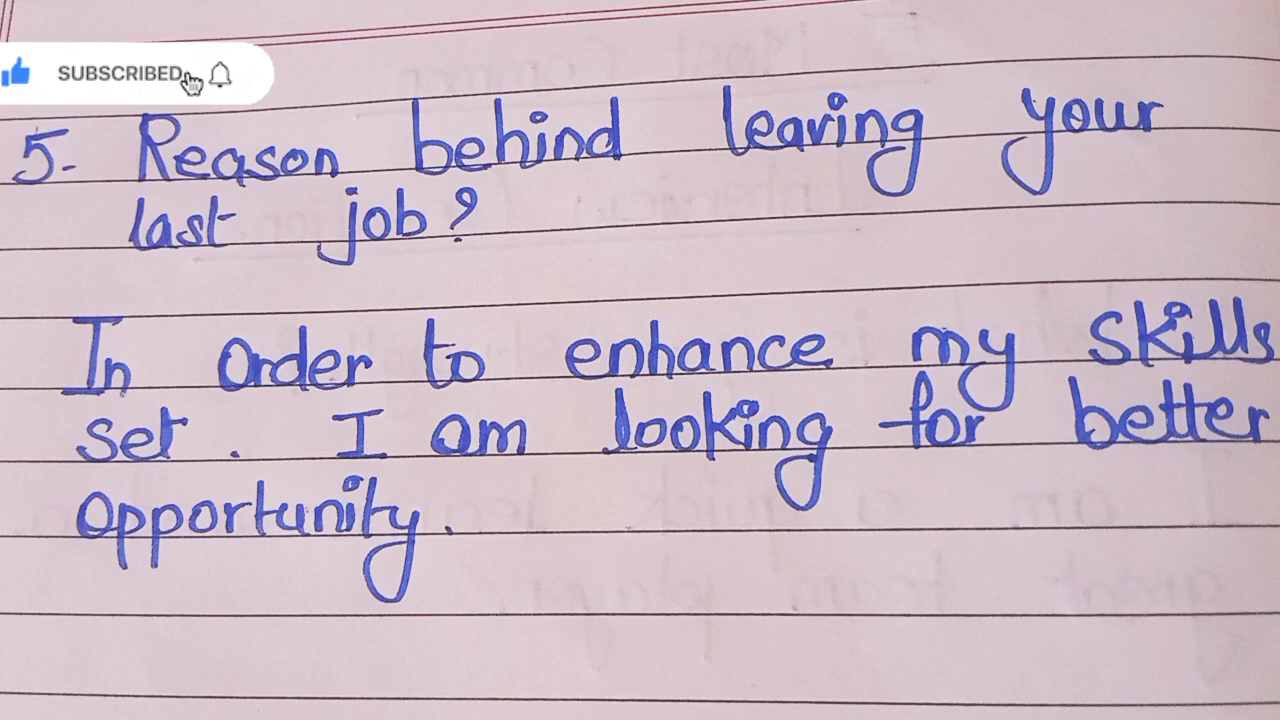 SUBSCRIBED
5. Reason behind leaving your
last job?
In order to enhance my skills
set. I am looking for better
opportunity.